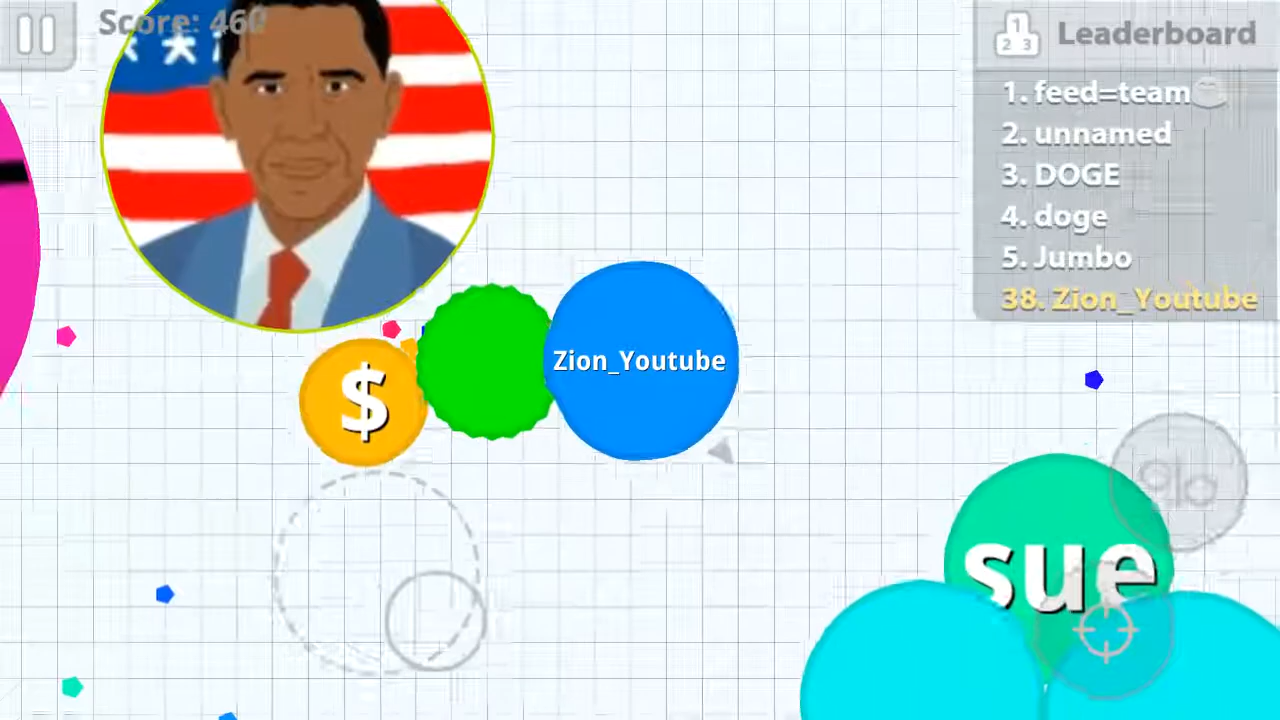 Score: 460
Leaderboard
1. feed=team
2. unnamed
3. DOGE
4. doge
5. Jumbo
38. Zion_Youtube
$
Zion_Youtube
sue